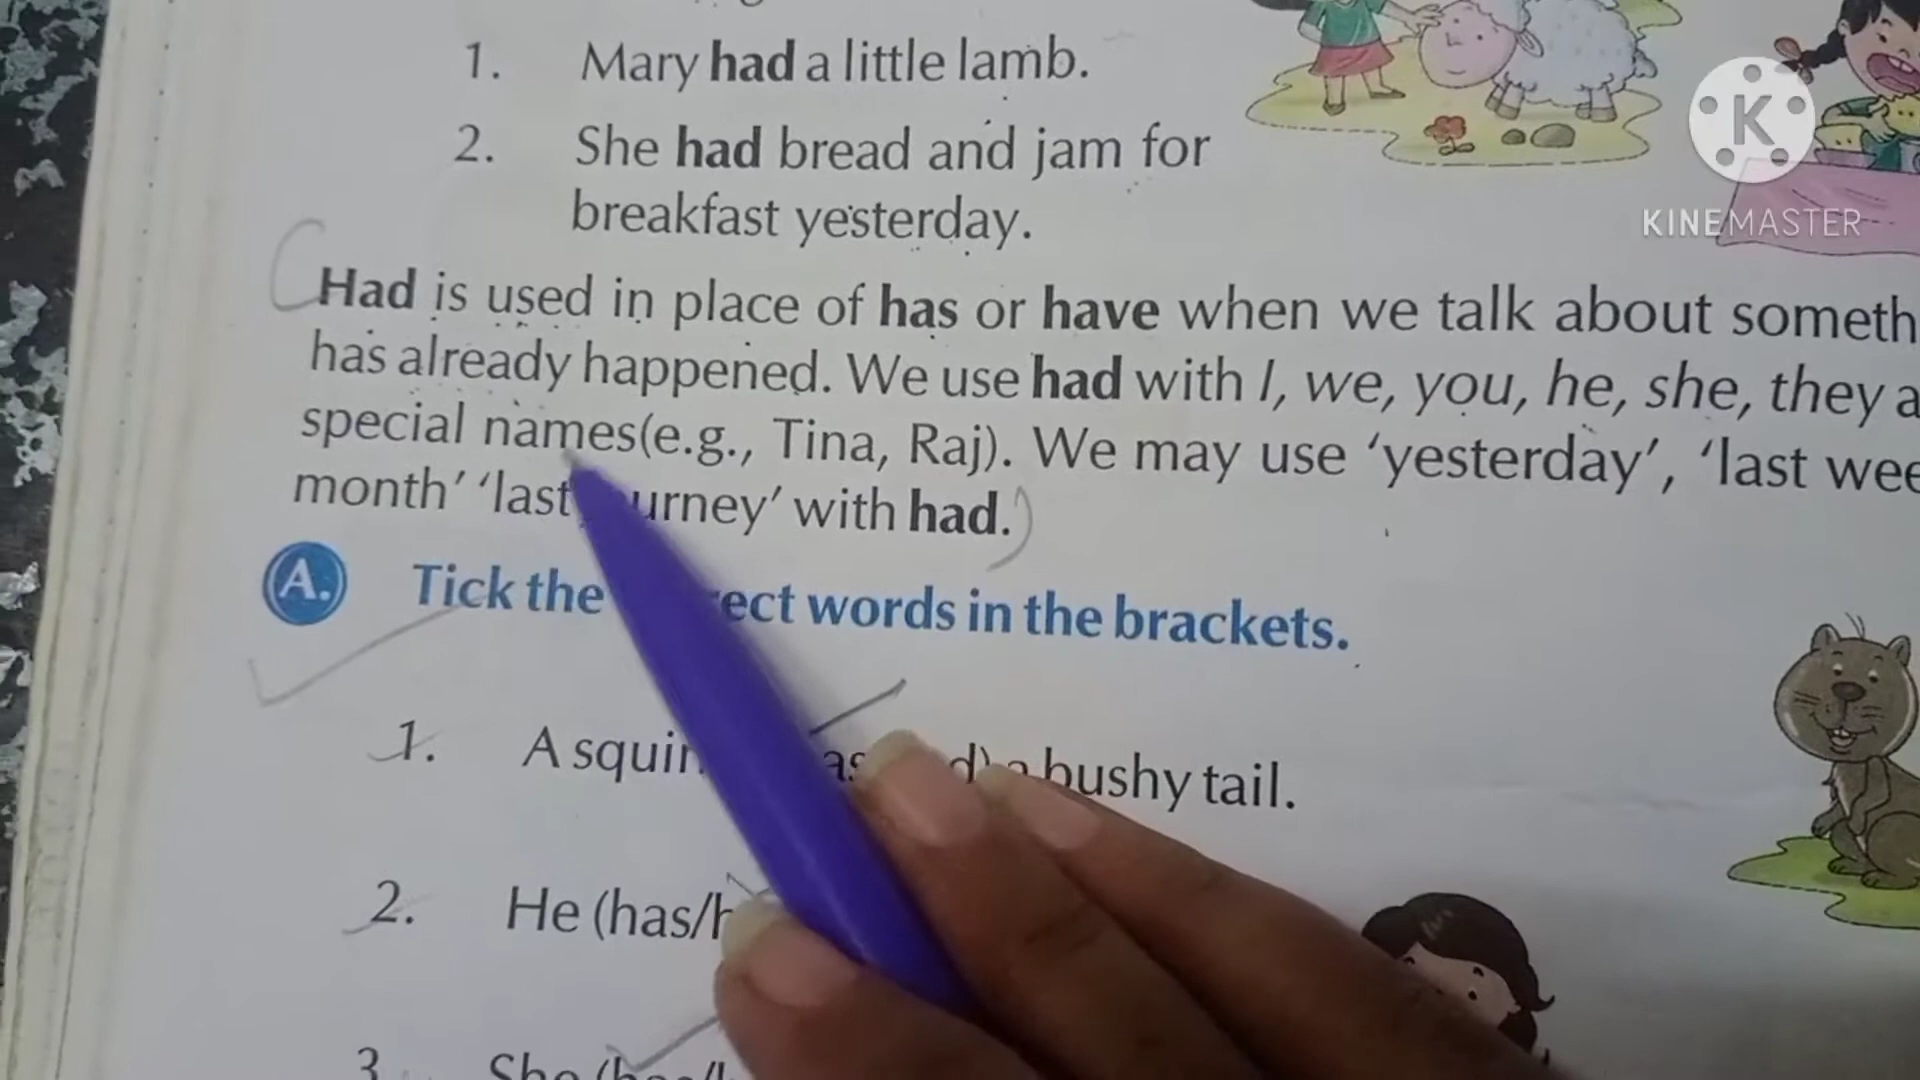 1. Mary had a little lamb.
2. She had bread and jam for
breakfast yesterday.
K
KINEMASTER
Had is used in place of has or have when we talk about someth
has already happened. We use had with I, we, you, he, she, they a
special names(e.g., Tina, Raj). We may use ‘yesterday’, ‘last wee
month’ ‘last urney’ with had.
A. Tick the ect words in the brackets.
1. A squir as d) a bushy tail.
2. He (has/h
3 She